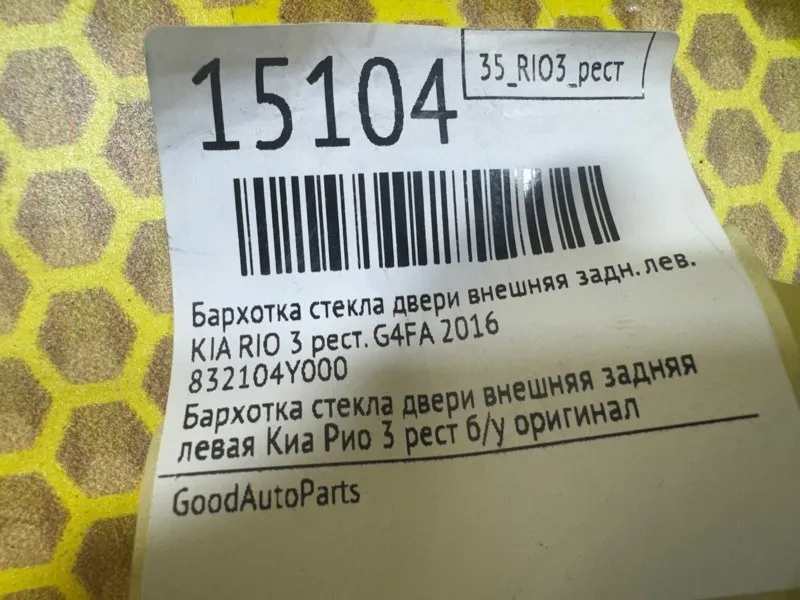 15104
35_RIO3_рест
Бархотка стекла двери внешняя задн. лев.
KIA RIO 3 рест. G4FA 2016
832104Y000
Бархотка стекла двери внешняя задняя
левая Киа Рио 3 рест б/у оригинал
GoodAutoParts